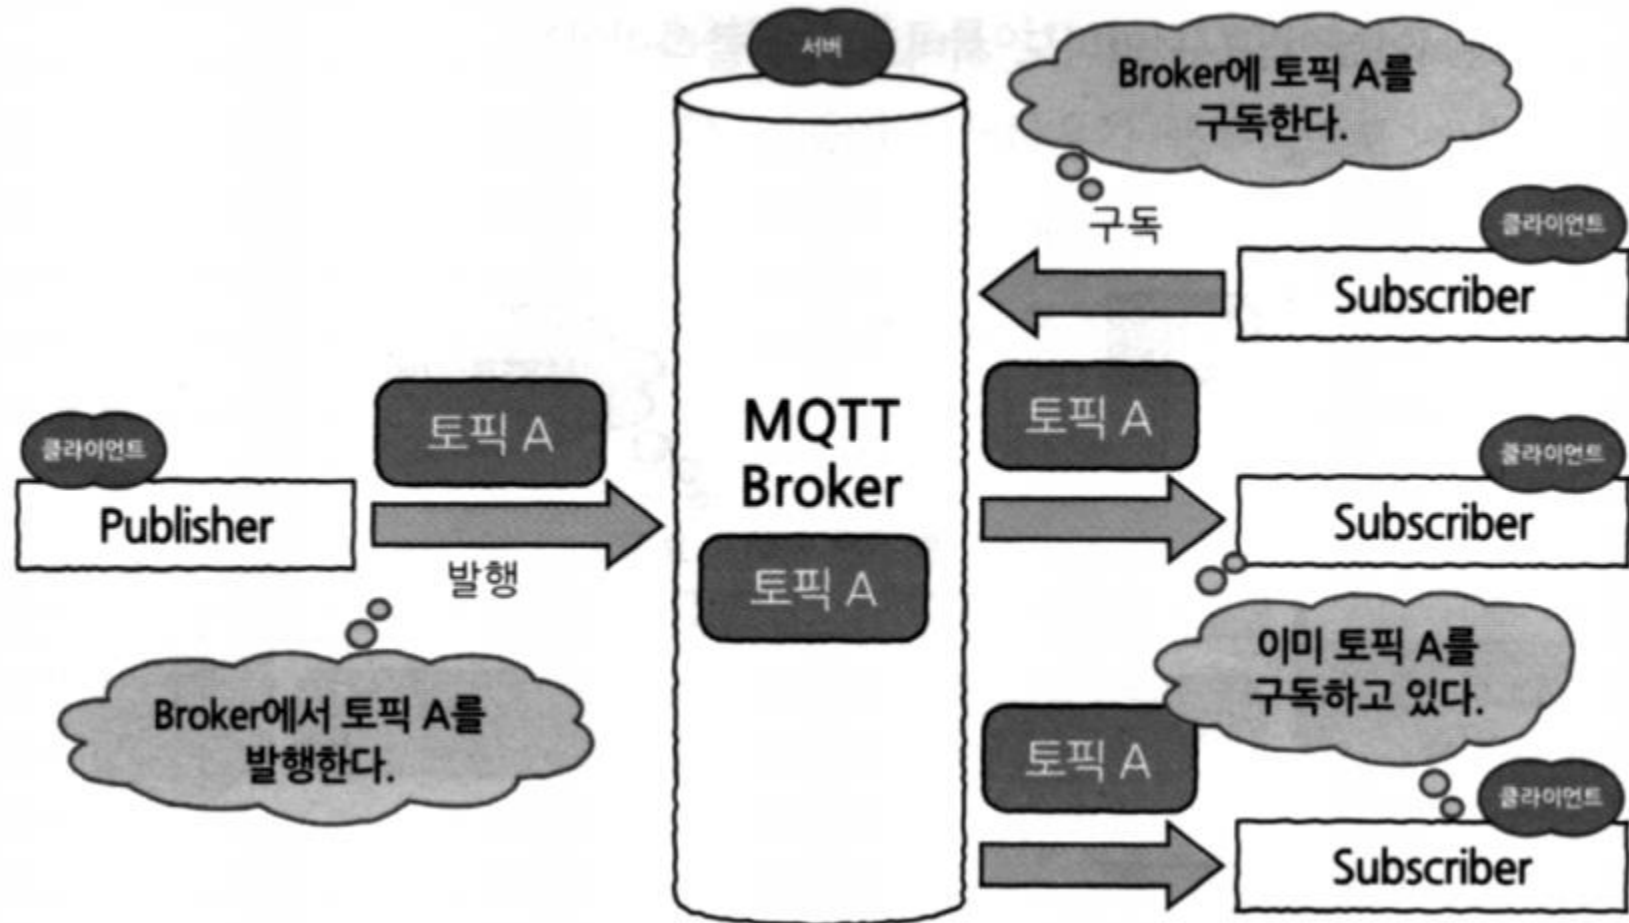 서버
Broker에 토픽 A를
구독한다.
구독
클라이언트
Subscriber
토픽 A
클라이언트
Publisher
발행
MQTT
Broker
토픽 A
토픽 A
클라이언트
Subscriber
Broker에서 토픽 A를
발행한다.
이미 토픽 A를
구독하고 있다.
토픽 A
클라이언트
Subscriber